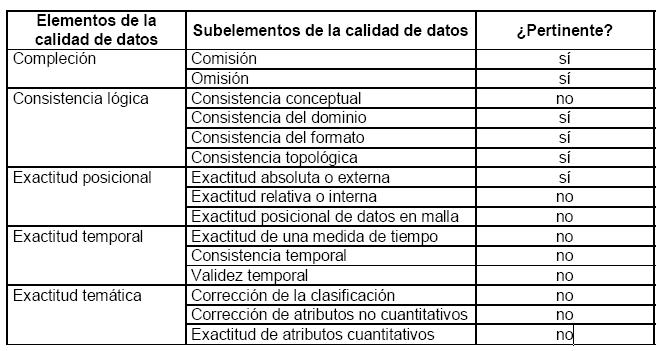 Elementos de la calidad de datos Subelementos de la calidad de datos ¿Pertinente?
Compleción Comisión sí
Omisión sí
Consistencia lógica Consistencia conceptual no
Consistencia del dominio sí
Consistencia del formato sí
Consistencia topológica sí
Exactitud posicional Exactitud absoluta o externa sí
Exactitud relativa o interna no
Exactitud posicional de datos en malla no
Exactitud temporal Exactitud de una medida de tiempo no
Consistencia temporal no
Validez temporal no
Exactitud temática Corrección de la clasificación no
Corrección de atributos no cuantitativos no
Exactitud de atributos cuantitativos no